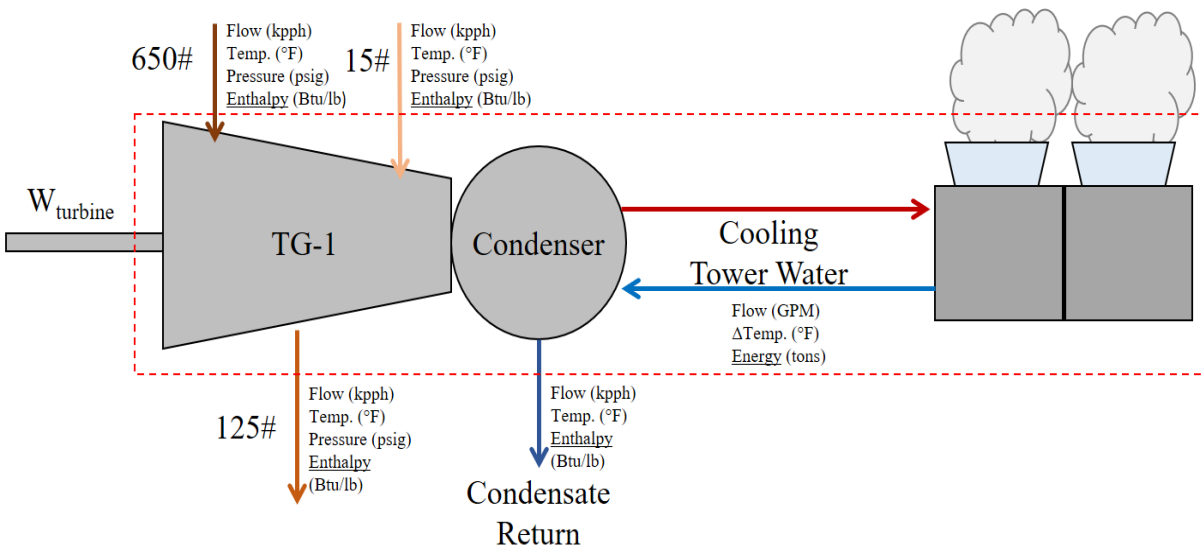 650#
Flow (kpph)
Temp. (°F)
Pressure (psig)
Enthalpy (Btu/lb)
15#
Flow (kpph)
Temp. (°F)
Pressure (psig)
Enthalpy (Btu/lb)
W turbine
TG-1
Condenser
Cooling
Tower Water
Flow (GPM)
ΔTemp. (°F)
Energy (tons)
125#
Flow (kpph)
Temp. (°F)
Pressure (psig)
Enthalpy
(Btu/lb)
Flow (kpph)
Temp. (°F)
Enthalpy
(Btu/lb)
Condensate
Return